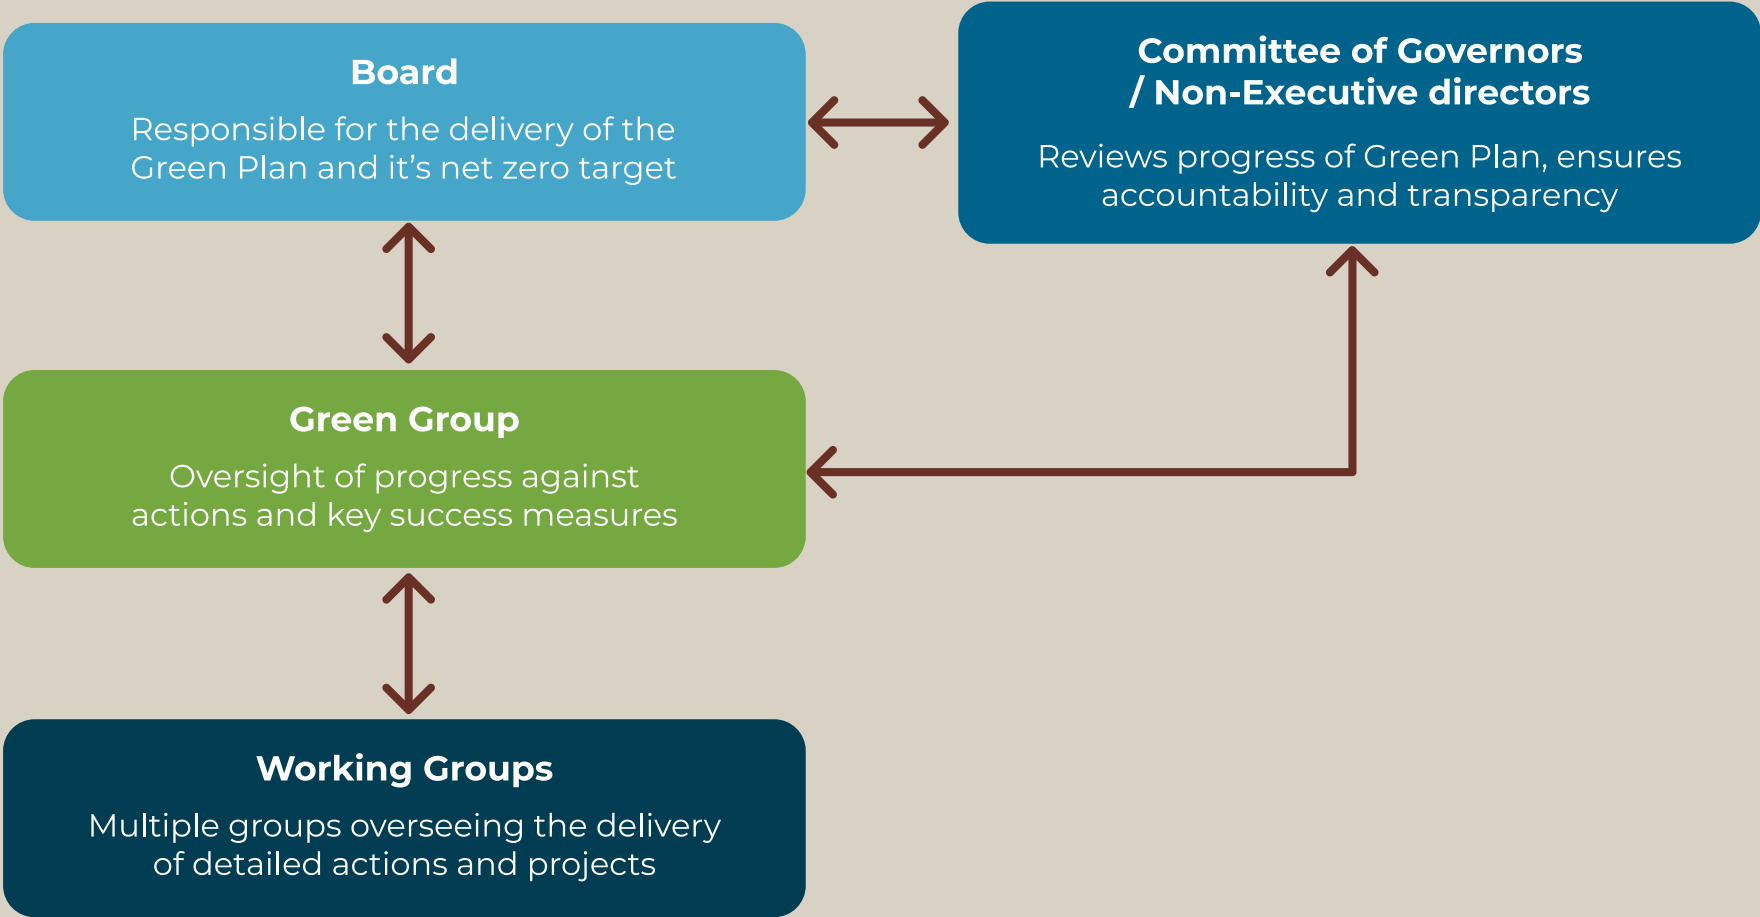 Board
Responsible for the delivery of the
Green Plan and it's net zero target
Committee of Governors
/ Non-Executive directors
Reviews progress of Green Plan, ensures
accountability and transparency
Green Group
Oversight of progress against
actions and key success measures
Working Groups
Multiple groups overseeing the delivery
of detailed actions and projects